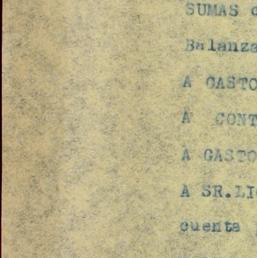 SUMAS
Balanza
A GASTO
A CONT
A GASTO
A SR.LI
cuenta